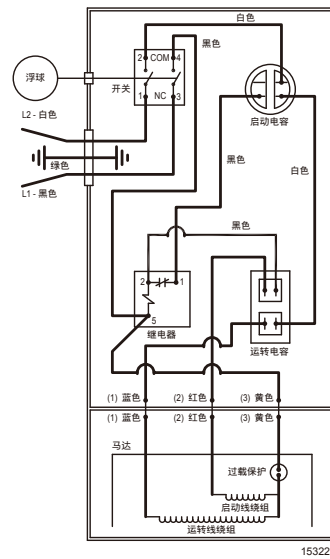 白色
2 COM 4
黑色
浮球
开关
1 NC 3
L2 - 白色
启动电容
绿色
黑色
白色
L1 - 黑色
黑色
2 1
5
继电器
运转电容
(1) 蓝色 (2) 红色 (3) 黄色
(1) 蓝色 (2) 红色 (3) 黄色
马达
过载保护
启动线绕组
运转线绕组
15322